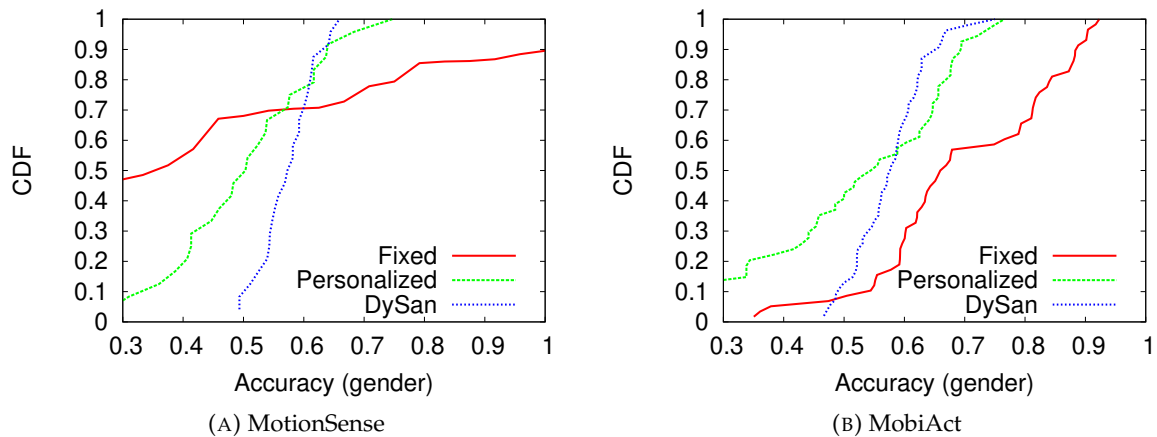 1
0.9
0.8
0.7
0.6
0.5
0.4
0.3
0.2
0.1
0
CDF
Fixed
Personalized
DySan
0.3 0.4 0.5 0.6 0.7 0.8 0.9 1
Accuracy (gender)
(A) MotionSense
1
0.9
0.8
0.7
0.6
0.5
0.4
0.3
0.2
0.1
0
CDF
Fixed
Personalized
DySan
0.3 0.4 0.5 0.6 0.7 0.8 0.9 1
Accuracy (gender)
(B) MobiAct